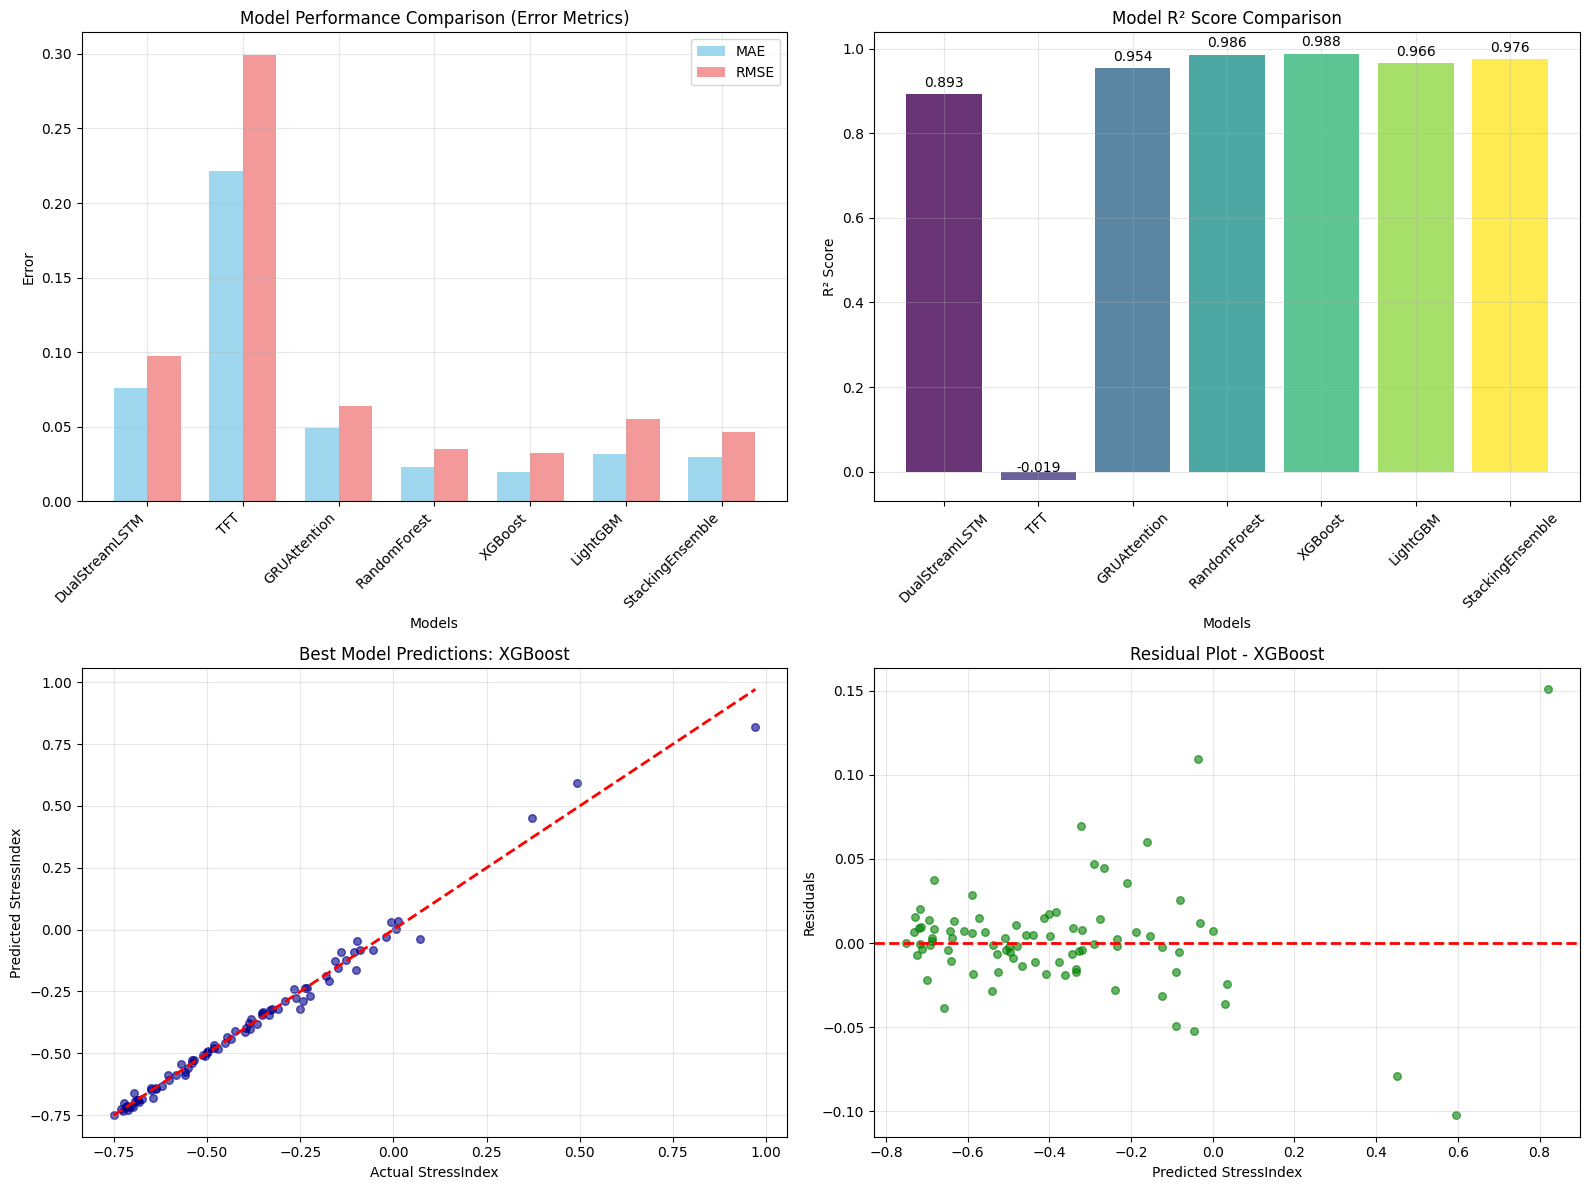 Model Performance Comparison (Error Metrics)
MAE
RMSE
Error
0.30
0.25
0.20
0.15
0.10
0.05
0.00
DualStreamLSTM
TFT
GRUAttention
RandomForest
XGBoost
LightGBM
StackingEnsemble
Models
Model R² Score Comparison
R² Score
1.0
0.8
0.6
0.4
0.2
0.0
0.893
-0.019
0.954
0.986
0.988
0.966
0.976
DualStreamLSTM
TFT
GRUAttention
RandomForest
XGBoost
LightGBM
StackingEnsemble
Models
Best Model Predictions: XGBoost
Predicted StressIndex
1.00
0.75
0.50
0.25
0.00
−0.25
−0.50
−0.75
−0.75
−0.50
−0.25
0.00
0.25
0.50
0.75
1.00
Actual StressIndex
Residual Plot - XGBoost
Residuals
0.15
0.10
0.05
0.00
−0.05
−0.10
−0.8
−0.6
−0.4
−0.2
0.0
0.2
0.4
0.6
0.8
Predicted StressIndex